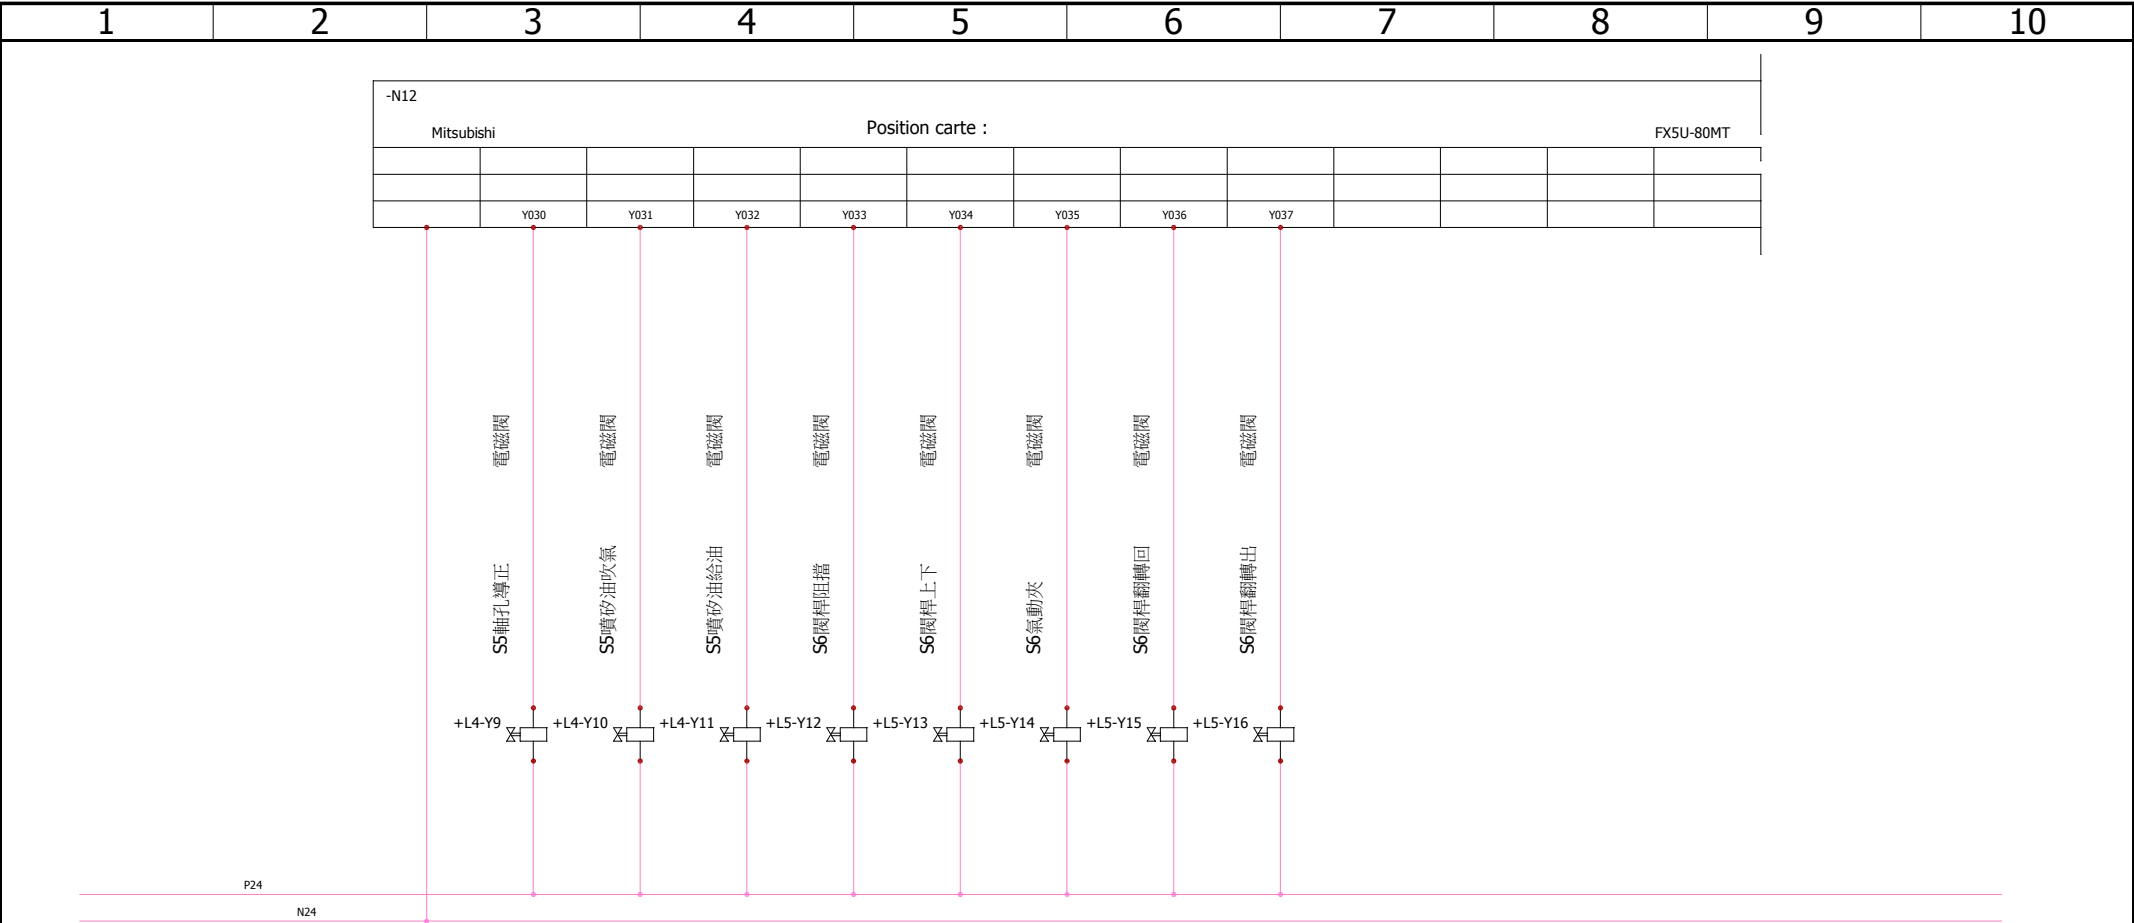 1 2 3 4 5 6 7 8 9 10
-N12
Mitsubishi Position carte : FX5U-80MT
Y030 Y031 Y032 Y033 Y034 Y035 Y036 Y037
S5軸孔導正 電磁閥
S5噴矽油吹氣 電磁閥
S5噴矽油給油 電磁閥
S6閥桿阻擋 電磁閥
S6閥桿上下 電磁閥
S6氣動夾 電磁閥
S6閥桿翻轉回 電磁閥
S6閥桿翻轉出 電磁閥
+L4-Y9 +L4-Y10 +L4-Y11 +L5-Y12 +L5-Y13 +L5-Y14 +L5-Y15 +L5-Y16
P24
N24